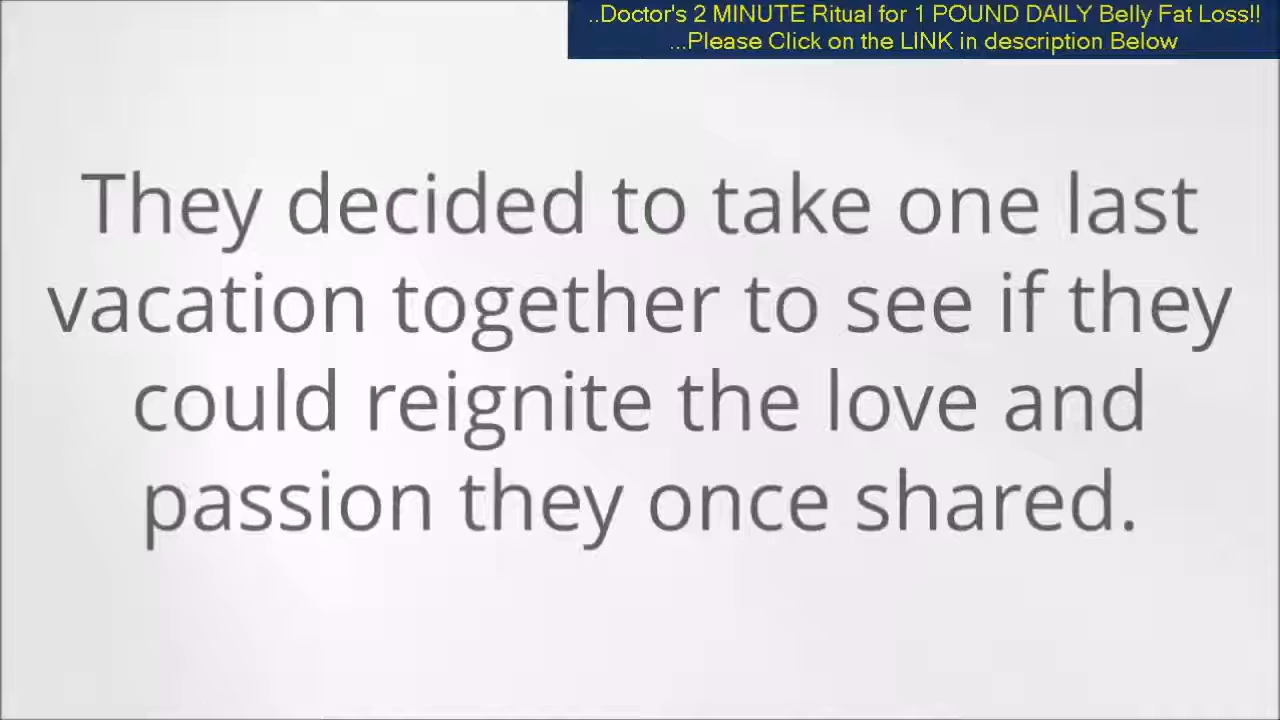 ..Doctor's 2 MINUTE Ritual for 1 POUND DAILY Belly Fat Loss!!
...Please Click on the LINK in description Below
They decided to take one last
vacation together to see if they
could reignite the love and
passion they once shared.